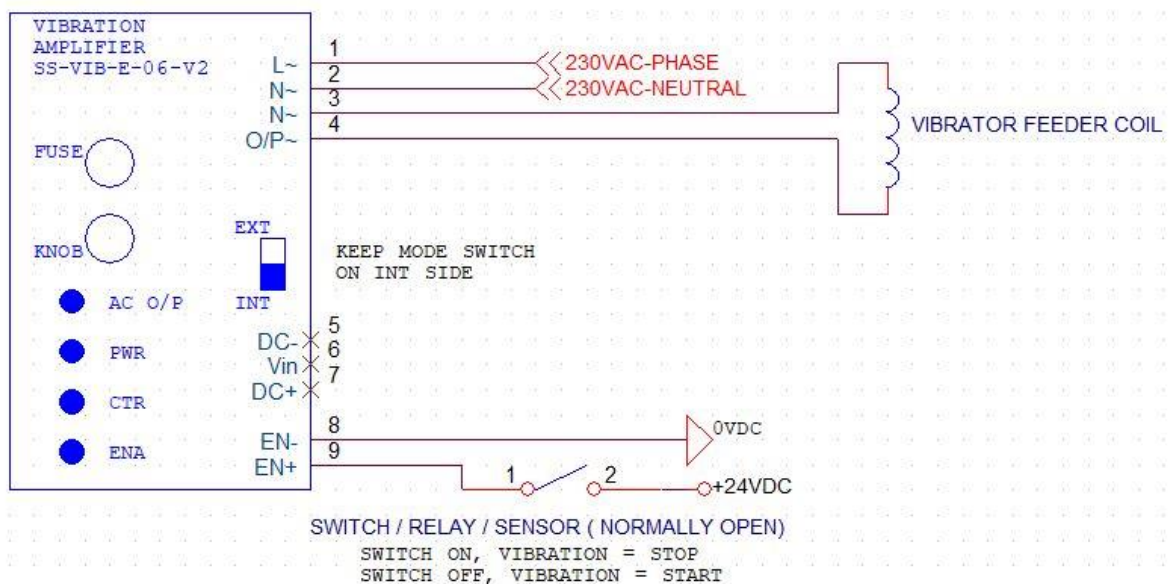 VIBRATION
AMPLIFIER
SS-VIB-E-06-V2
L~
1
230VAC-PHASE
N~
2
230VAC-NEUTRAL
N~
3
O/P~
4
VIBRATOR FEEDER COIL
FUSE
KNOB
EXT
INT
KEEP MODE SWITCH
ON INT SIDE
AC O/P
PWR
CTR
ENA
DC-
5
Vin
6
DC+
7
EN-
8
0VDC
EN+
9
1
2
+24VDC
SWITCH / RELAY / SENSOR ( NORMALLY OPEN)
SWITCH ON, VIBRATION = STOP
SWITCH OFF, VIBRATION = START